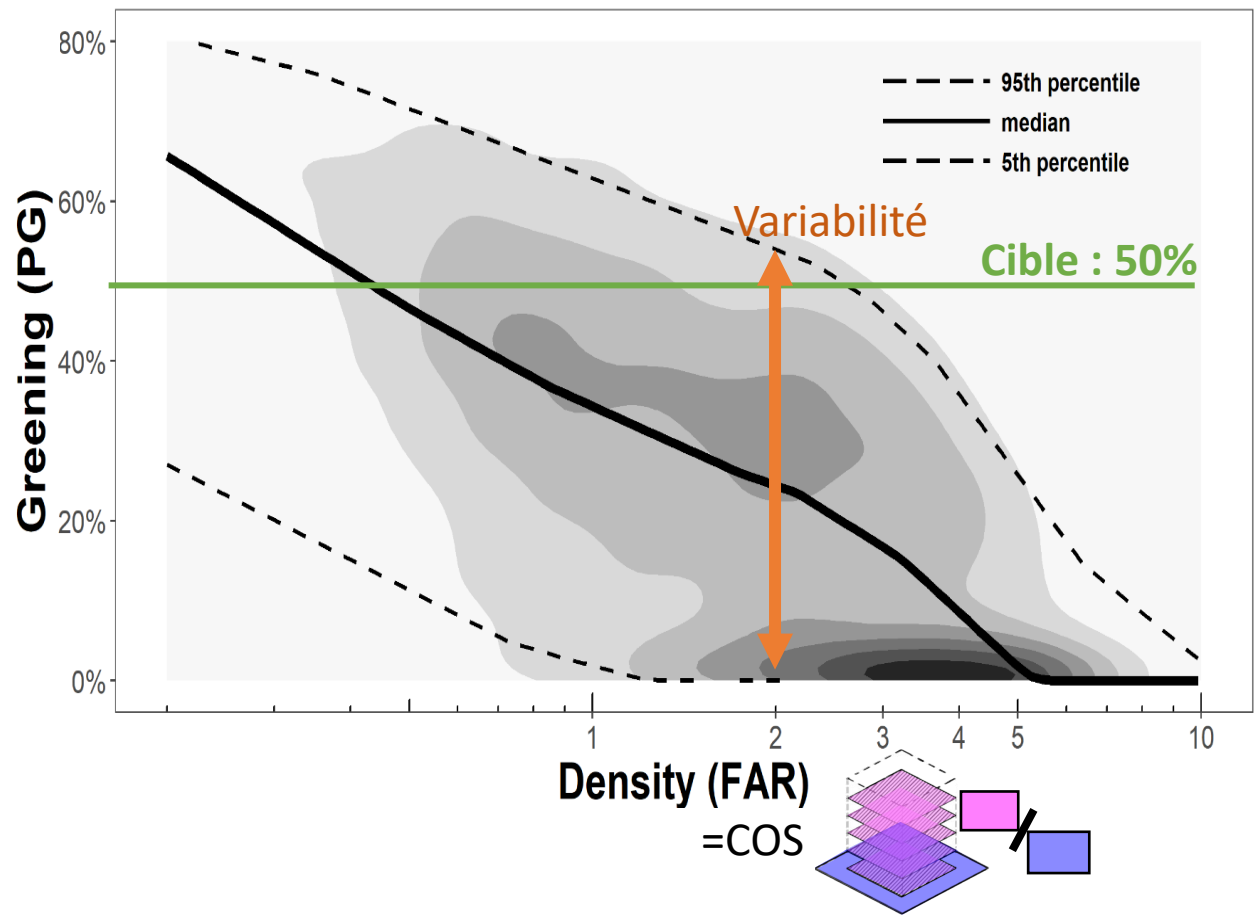 80%
60%
40%
20%
0%
Greening (PG)
95th percentile
median
5th percentile
Variabilité
Cible : 50%
1 2 3 4 5 10
Density (FAR)
=COS